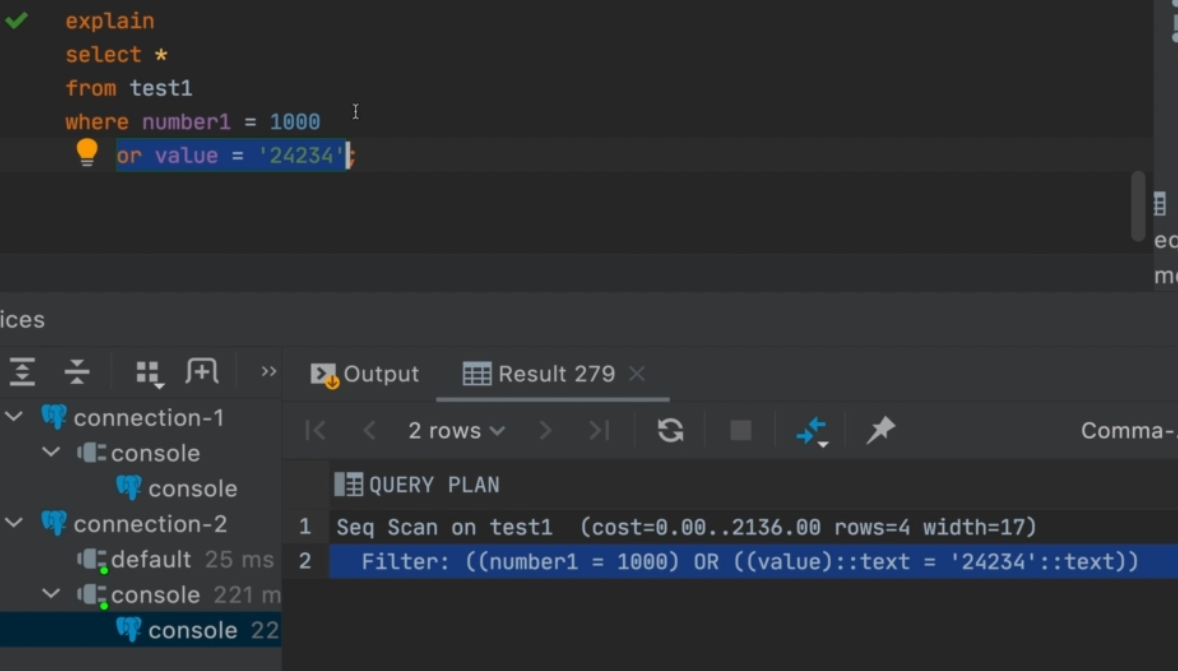 explain
select *
from test1
where number1 = 1000
or value = '24234';
ices
Output
Result 279
connection-1
console
console
connection-2
default 25 ms
console 221 m
console 22
2 rows
Comma-
QUERY PLAN
1 Seq Scan on test1 (cost=0.00..2136.00 rows=4 width=17)
2 Filter: ((number1 = 1000) OR ((value)::text = '24234'::text))